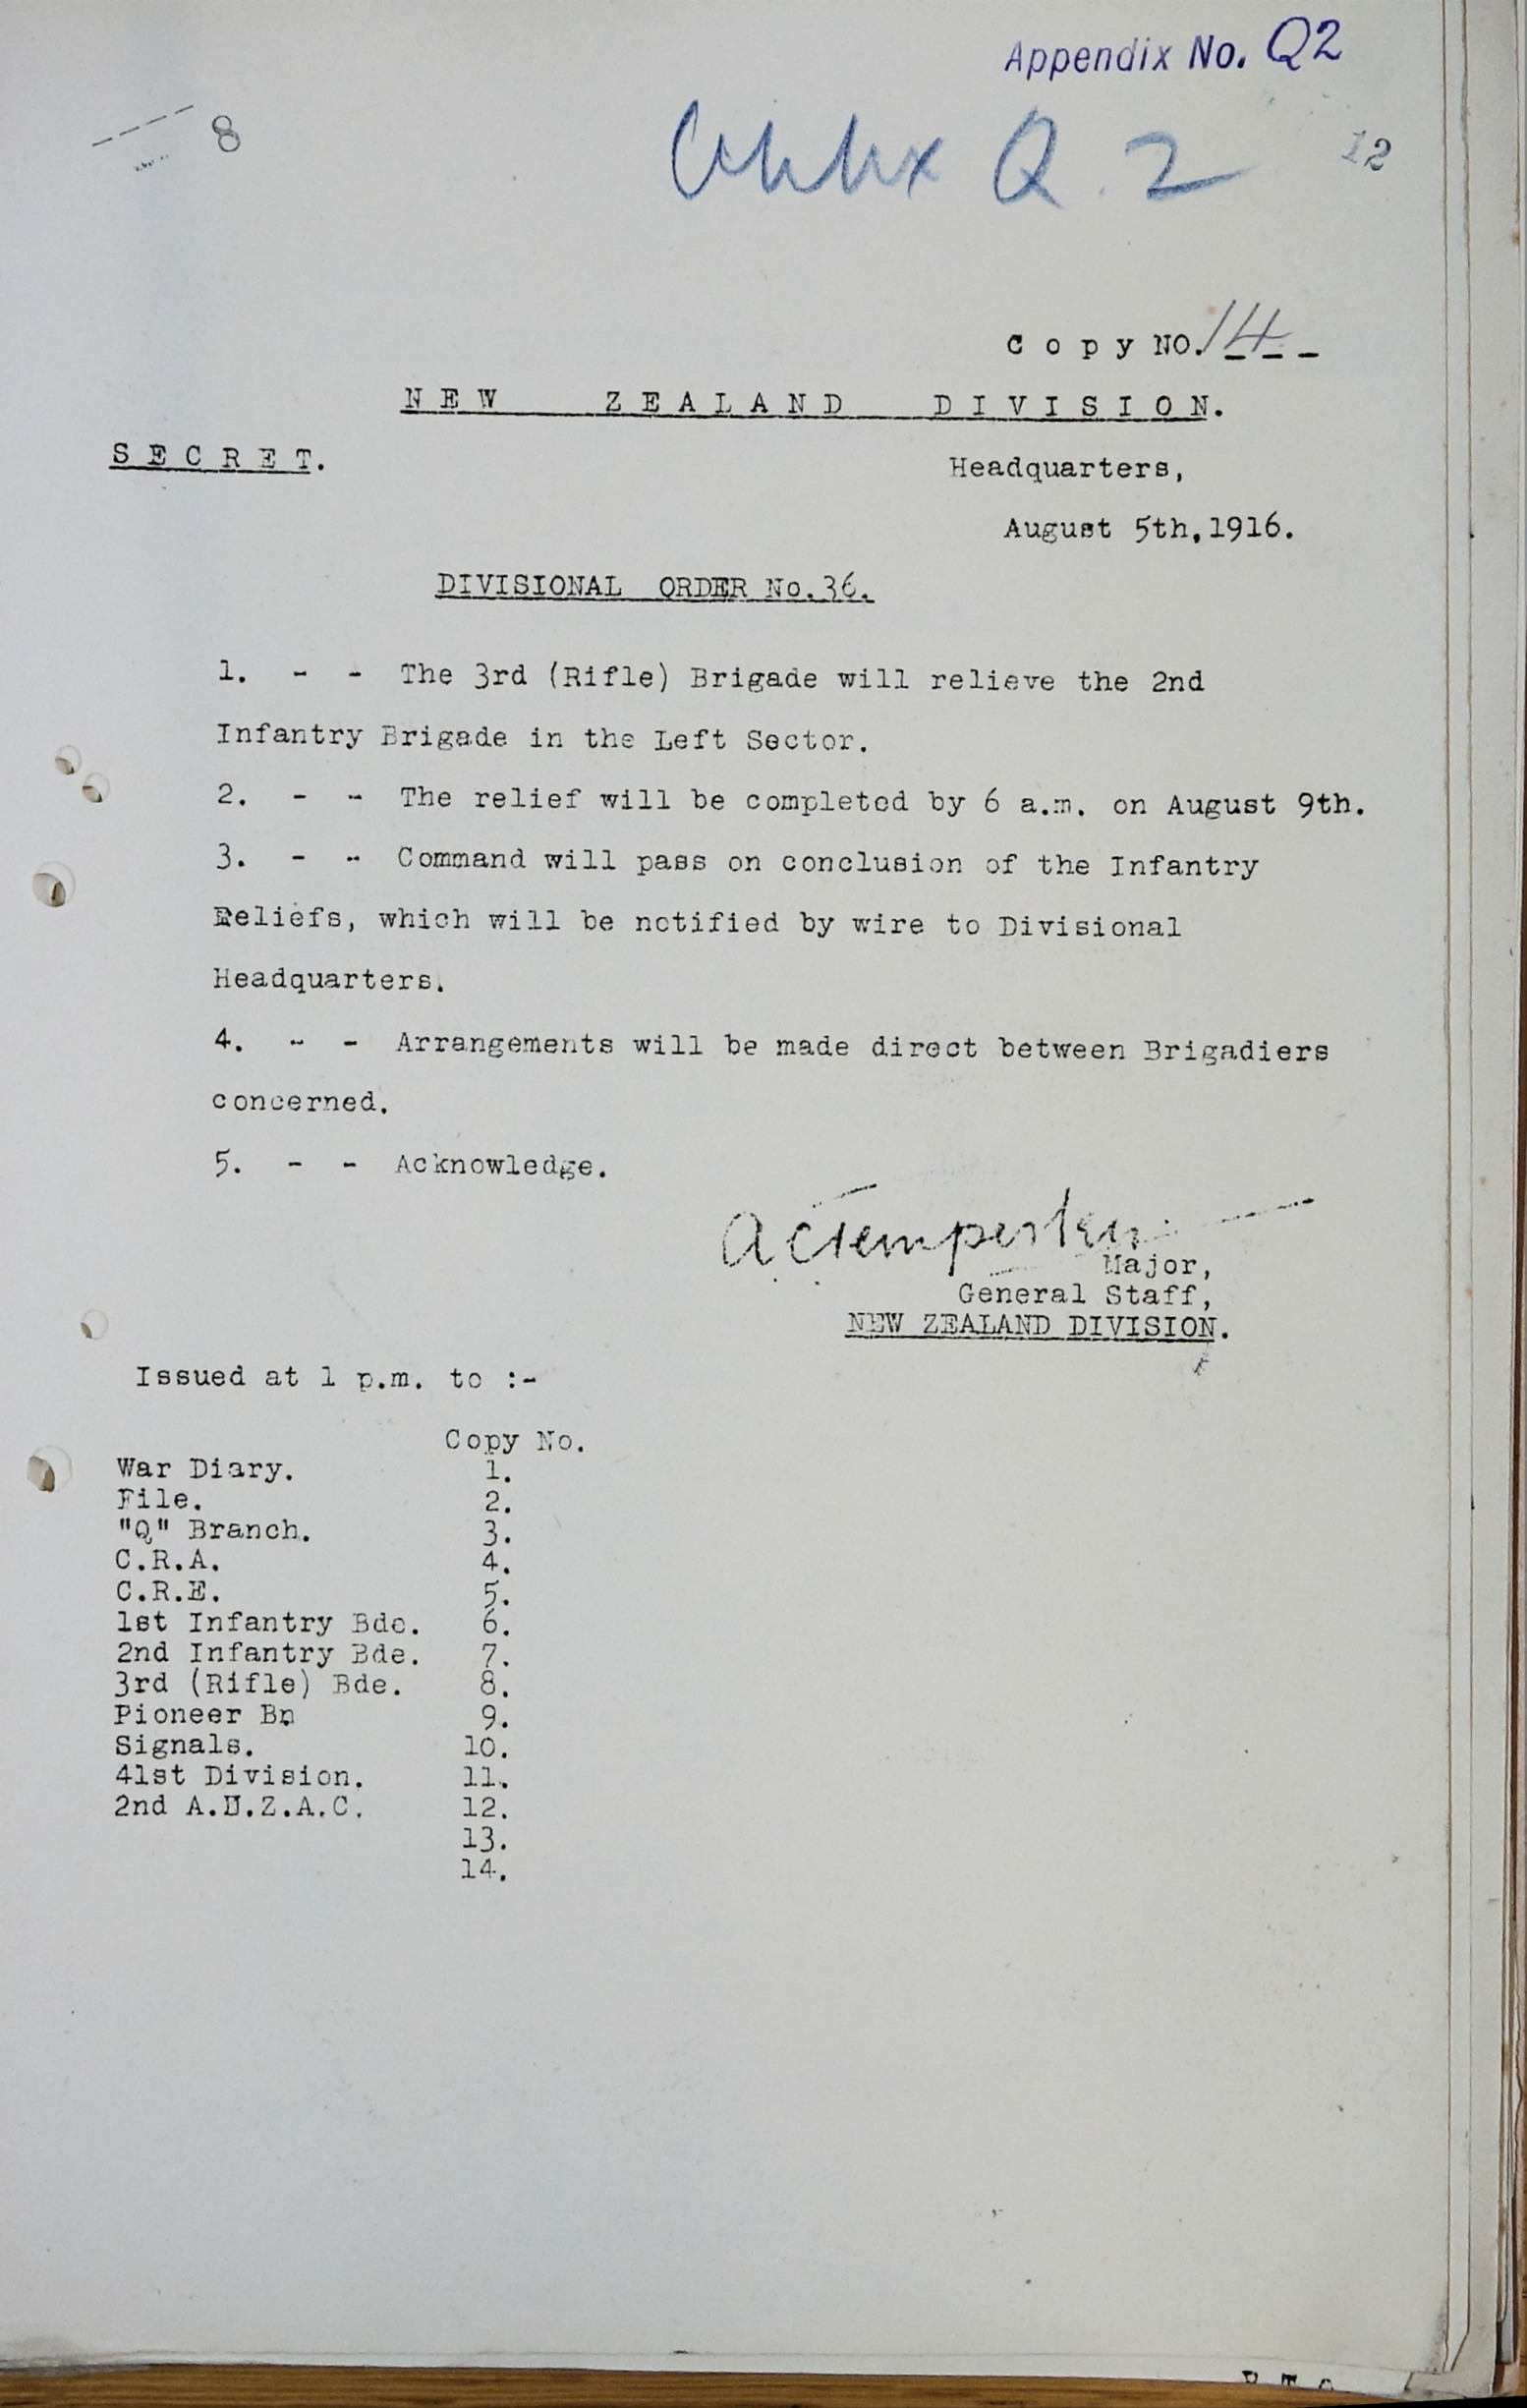 Appendix No. Q2
8
Appx Q. 2
12
C o p y NO. 14
N E W   Z E A L A N D   D I V I S I O N.
S E C R E T.
Headquarters,
August 5th, 1916.
DIVISIONAL ORDER No. 36.
1. - - The 3rd (Rifle) Brigade will relieve the 2nd
Infantry Brigade in the Left Sector.
2. - - The relief will be completed by 6 a.m. on August 9th.
3. - - Command will pass on conclusion of the Infantry
Reliefs, which will be notified by wire to Divisional
Headquarters.
4. - - Arrangements will be made direct between Brigadiers
concerned.
5. - - Acknowledge.
A C Temperley
Major,
General Staff,
NEW ZEALAND DIVISION.
Issued at 1 p.m. to :-
Copy No.
War Diary. 1.
File. 2.
"Q" Branch. 3.
C.R.A. 4.
C.R.E. 5.
1st Infantry Bde. 6.
2nd Infantry Bde. 7.
3rd (Rifle) Bde. 8.
Pioneer Bn 9.
Signals. 10.
41st Division. 11.
2nd A.N.Z.A.C. 12.
13.
14.